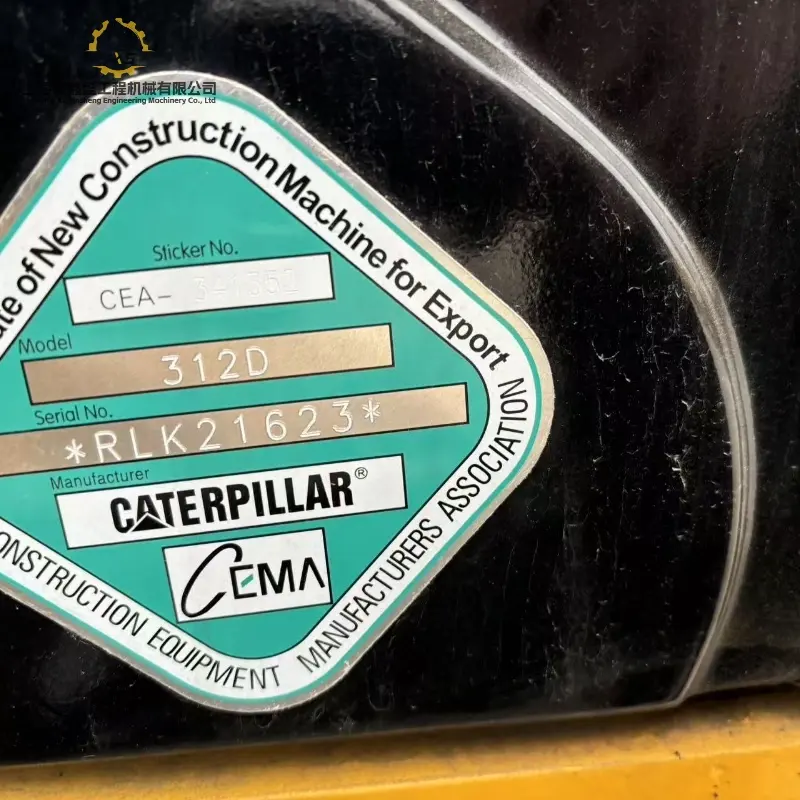 工程机械有限公司
Engineering Machinery Co., Ltd
of New Construction Machine for Export
Sticker No.
CEA-
Model
312D
Serial No.
*RLK21623*
Manufacturer
CATERPILLAR®
CEMA
CONSTRUCTION EQUIPMENT MANUFACTURERS ASSOCIATION